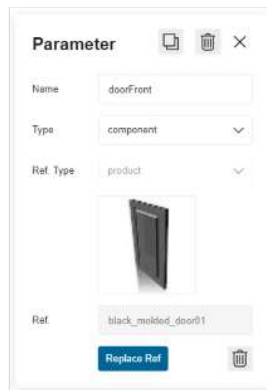 Parameter
Name
doorFront
Type
component
Ref. Type
product
Ref.
black_molded_door01
Replace Ref